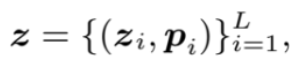 z = {(z_i, p_i)}_{i=1}^{L},